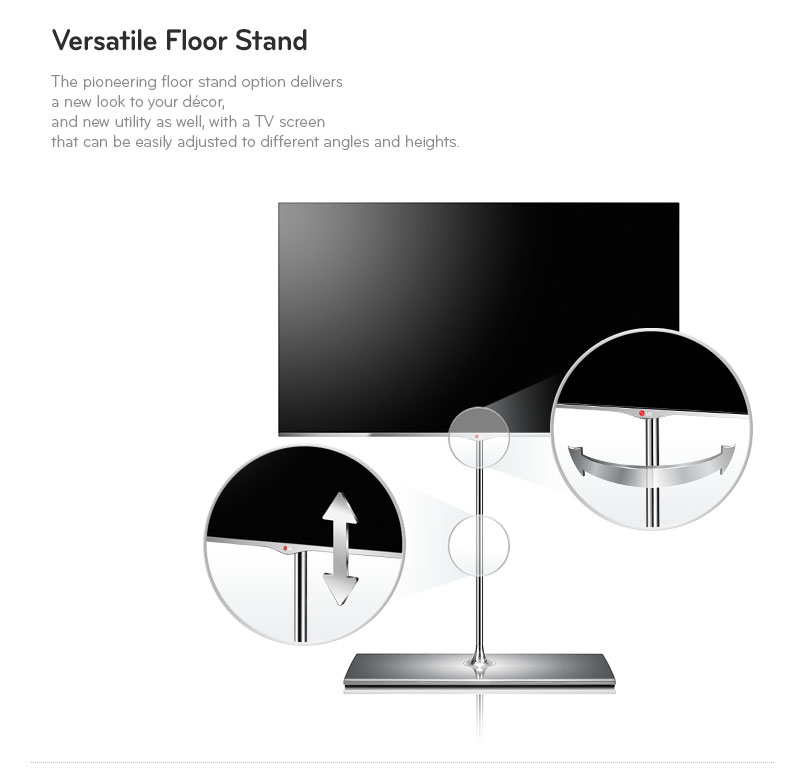 Versatile Floor Stand
The pioneering floor stand option delivers
a new look to your décor,
and new utility as well, with a TV screen
that can be easily adjusted to different angles and heights.